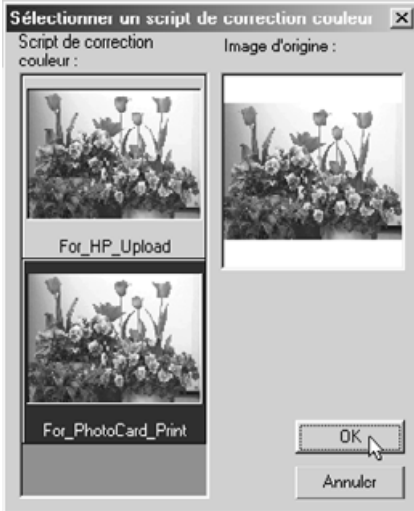 Sélectionner un script de correction couleur
Script de correction
couleur :
Image d'origine :
For_HP_Upload
For_PhotoCard_Print
OK
Annuler